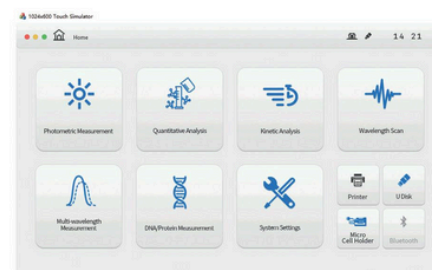 1024x600 Touch Simulator
Home
14 21
Photometric Measurement
Quantitative Analysis
Kinetic Analysis
Wavelength Scan
Multi-wavelength
Measurement
DNA/Protein Measurement
System Settings
Printer
U Disk
Micro
Cell Holder
Bluetooth